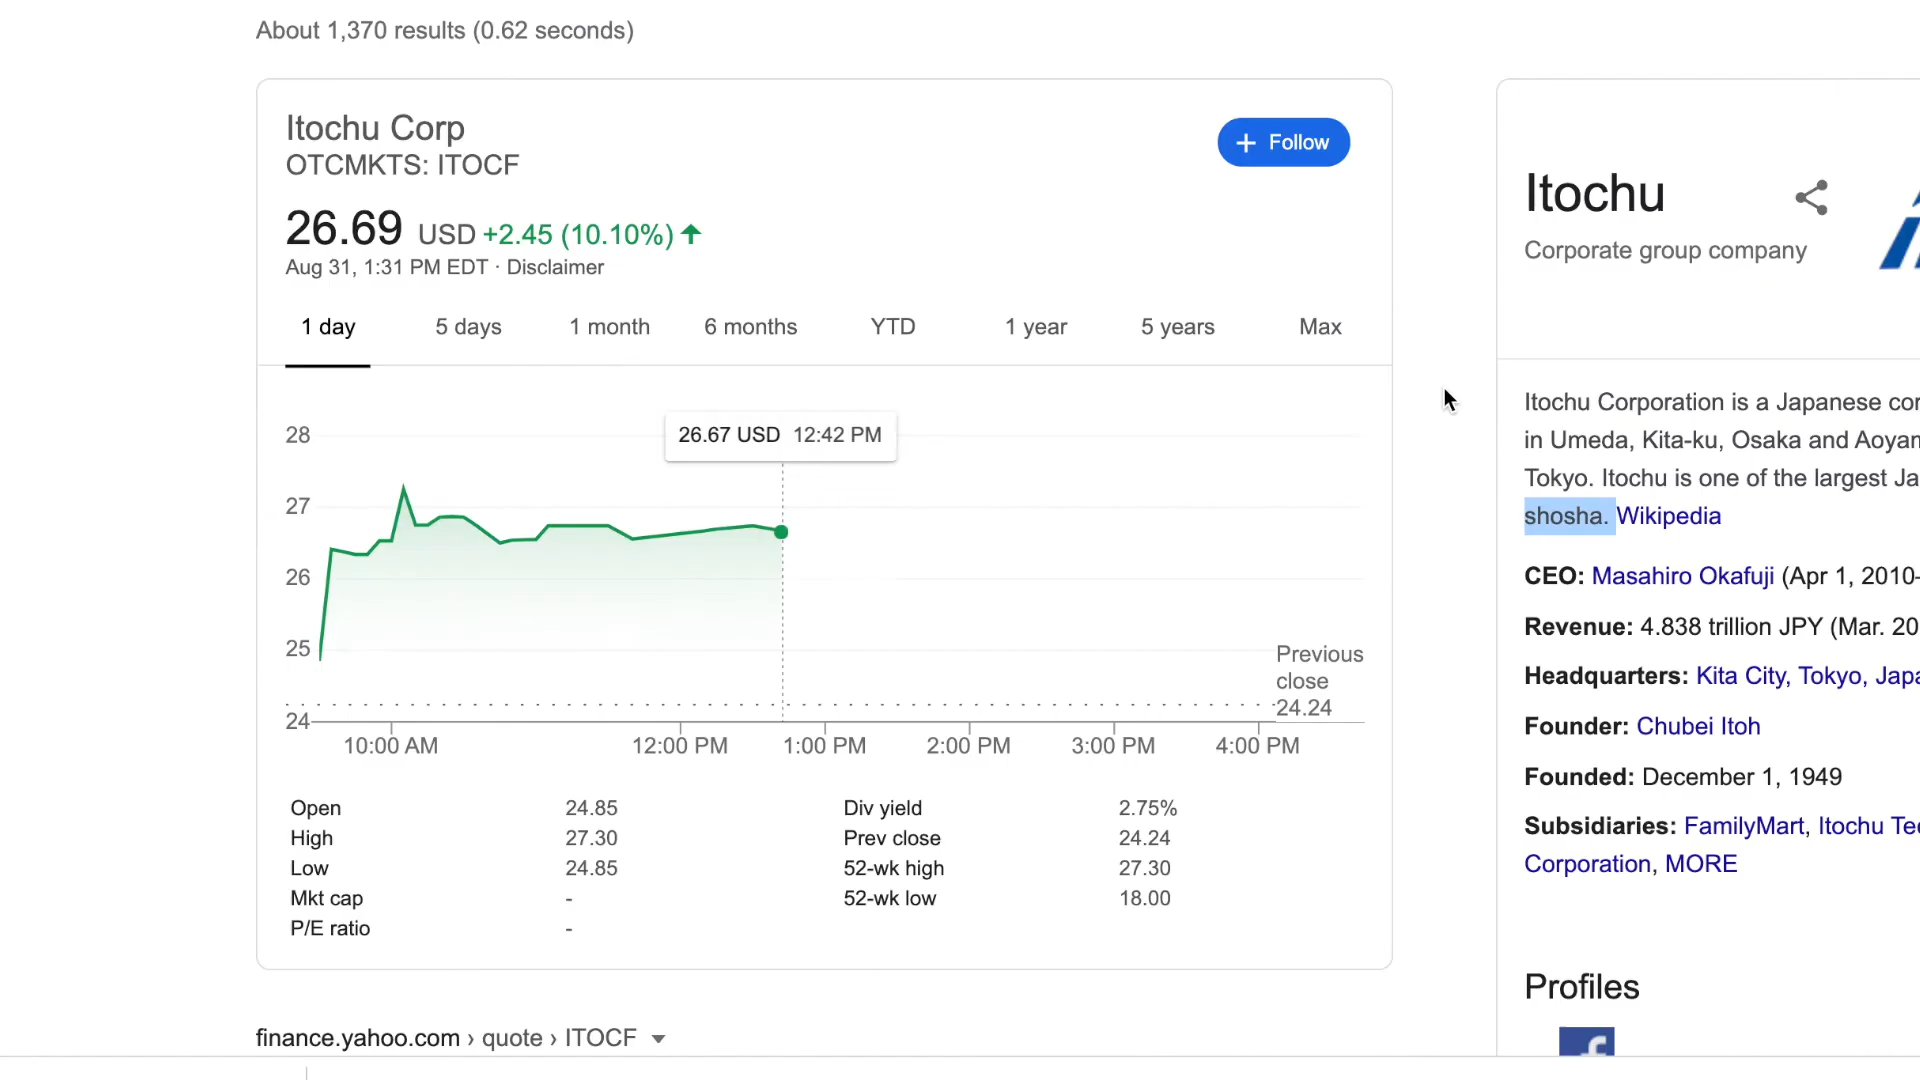 About 1,370 results (0.62 seconds)
Itochu Corp
OTCMKTS: ITOCF
+ Follow
26.69 USD +2.45 (10.10%)
Aug 31, 1:31 PM EDT · Disclaimer
1 day 5 days 1 month 6 months YTD 1 year 5 years Max
26.67 USD 12:42 PM
28
27
26
25
24
Previous
close
24.24
10:00 AM 12:00 PM 1:00 PM 2:00 PM 3:00 PM 4:00 PM
Open 24.85 Div yield 2.75%
High 27.30 Prev close 24.24
Low 24.85 52-wk high 27.30
Mkt cap - 52-wk low 18.00
P/E ratio -
finance.yahoo.com › quote › ITOCF
Itochu
Corporate group company
Itochu Corporation is a Japanese
in Umeda, Kita-ku, Osaka and
Tokyo. Itochu is one of the largest
shosha. Wikipedia
CEO: Masahiro Okafuji (Apr 1, 2010-
Revenue: 4.838 trillion JPY (Mar.
Headquarters: Kita City, Tokyo,
Founder: Chubei Itoh
Founded: December 1, 1949
Subsidiaries: FamilyMart, Itochu
Corporation, MORE
Profiles